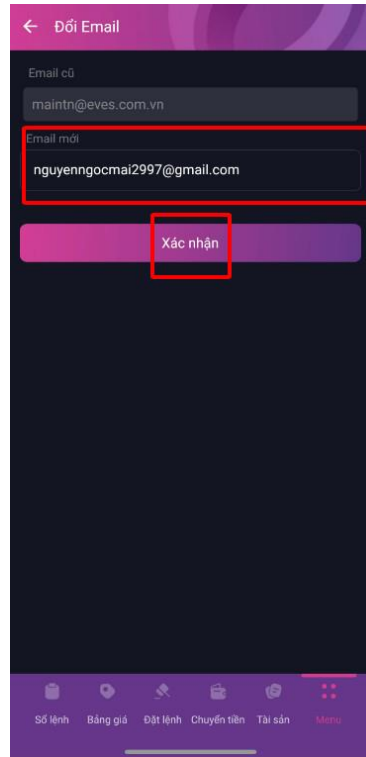 Đổi Email
Email cũ
maintn@eves.com.vn
Email mới
nguyenngocmai2997@gmail.com
Xác nhận
Sổ lệnh Bảng giá Đặt lệnh Chuyển tiền Tài sản Menu